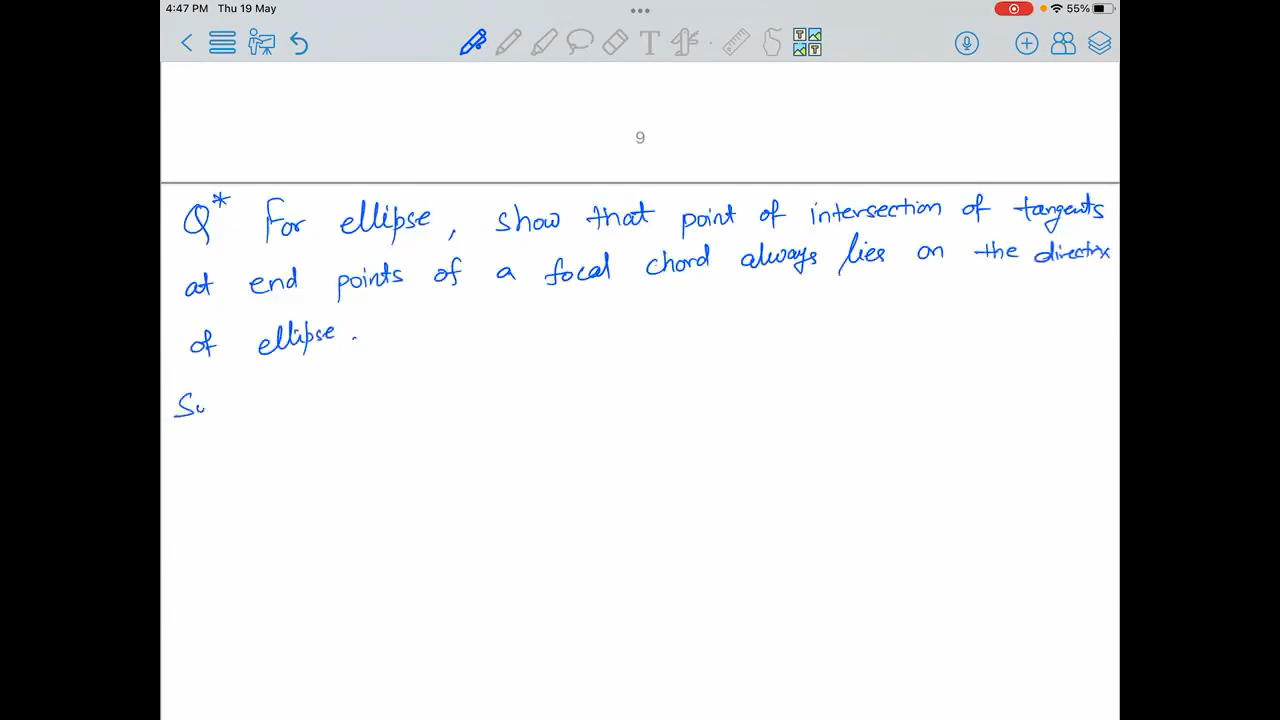 4:47 PM Thu 19 May
55%
9
Q* For ellipse, show that point of intersection of tangents
at end points of a focal chord always lies on the directrix
of ellipse.
So